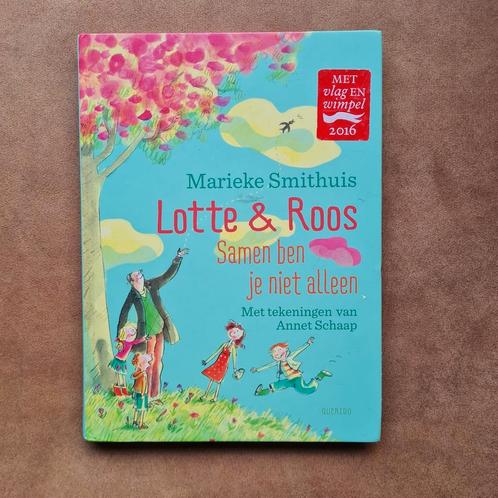 MET
vlag EN
wimpel
2016
Marieke Smithuis
Lotte & Roos
Samen ben
je niet alleen
Met tekeningen van
Annet Schaap
QUERIDO